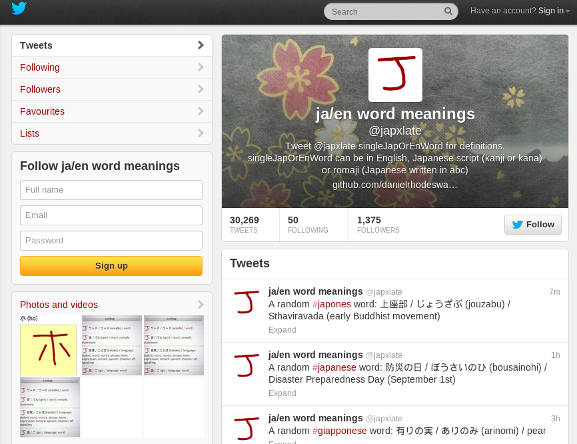 Search
Have an account? Sign in
Tweets
Following
Followers
Favourites
Lists
Follow ja/en word meanings
Full name
Email
Password
Sign up
Photos and videos
ホ (ho)
ホ
J
ja/en word meanings
@japxlate
Tweet @japxlate singleJapOrEnWord for definitions.
singleJapOrEnWord can be in English, Japanese script (kanji or kana)
or romaji (Japanese written in abc)
github.com/danielrhodeswa…
30,269
TWEETS
50
FOLLOWING
1,375
FOLLOWERS
Follow
Tweets
ja/en word meanings @japxlate 7m
A random #japones word: 上座部 / じょうざぶ (jouzabu) /
Sthaviravada (early Buddhist movement)
Expand
ja/en word meanings @japxlate 1h
A random #japanese word: 防災の日 / ぼうさいのひ (bousainohi) /
Disaster Preparedness Day (September 1st)
Expand
ja/en word meanings @japxlate 3h
A random #giapponese word: 有りの実 / ありのみ (arinomi) / pear
Expand